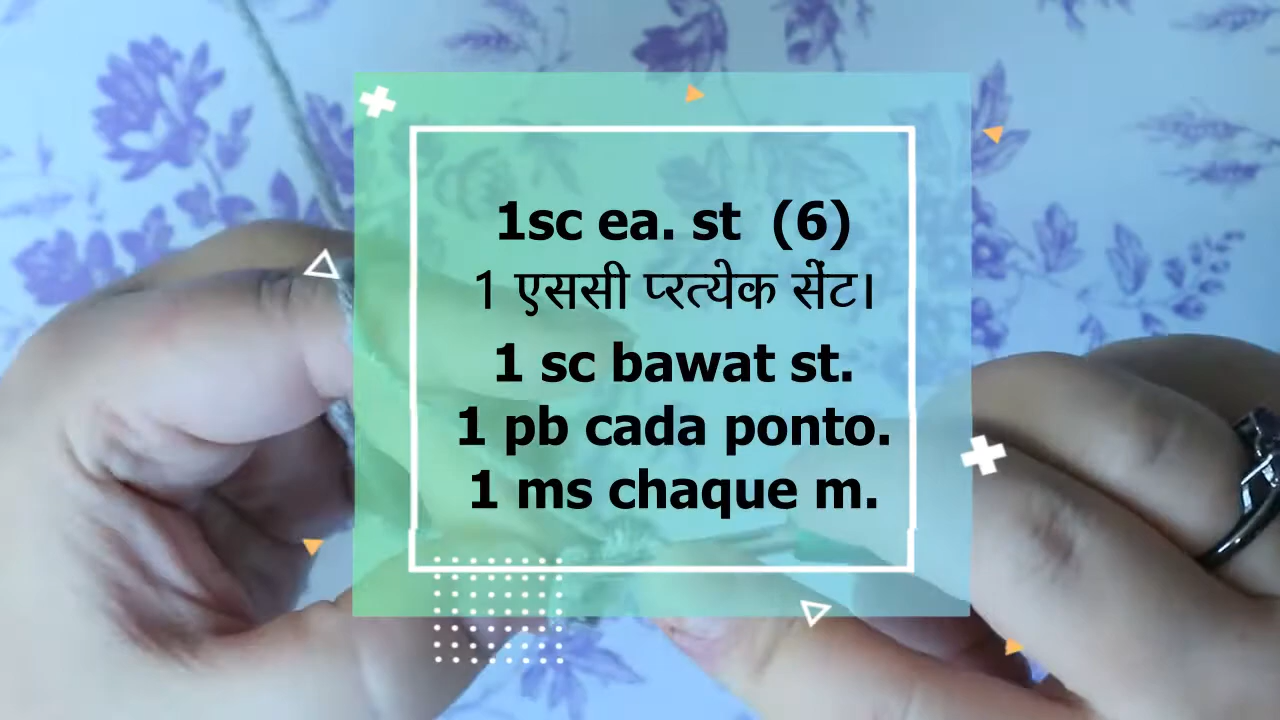 1sc ea. st (6)
1 एससी प्रत्येक सेंट।
1 sc bawat st.
1 pb cada ponto.
1 ms chaque m.